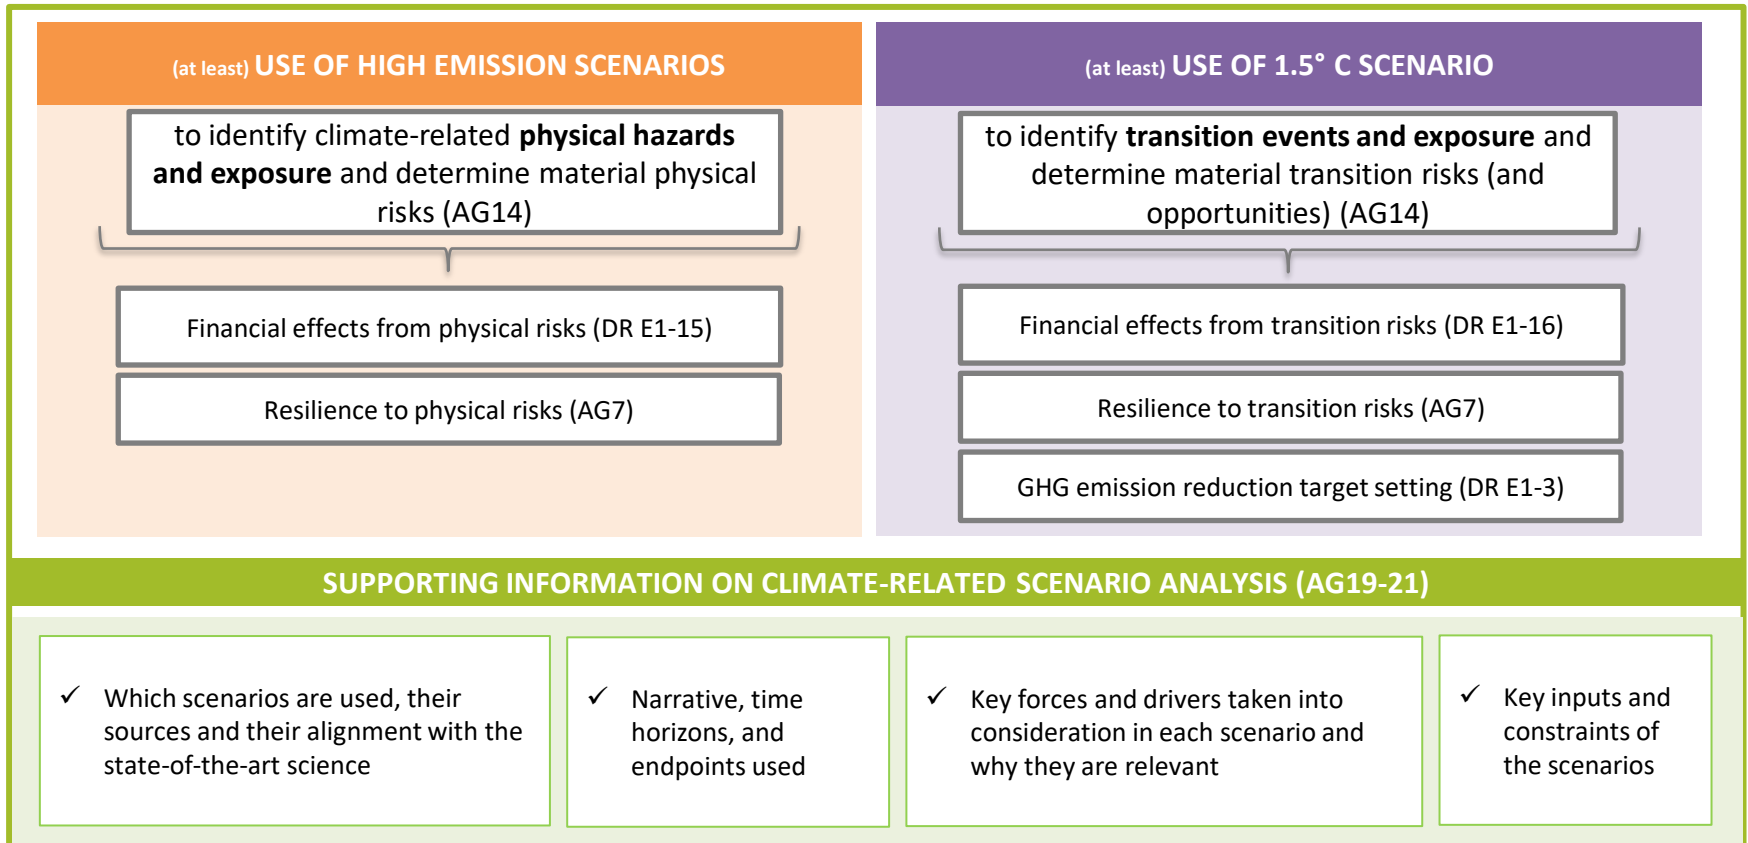 (at least) USE OF HIGH EMISSION SCENARIOS
to identify climate-related physical hazards
and exposure and determine material physical
risks (AG14)
Financial effects from physical risks (DR E1-15)
Resilience to physical risks (AG7)
(at least) USE OF 1.5° C SCENARIO
to identify transition events and exposure and
determine material transition risks (and
opportunities) (AG14)
Financial effects from transition risks (DR E1-16)
Resilience to transition risks (AG7)
GHG emission reduction target setting (DR E1-3)
SUPPORTING INFORMATION ON CLIMATE-RELATED SCENARIO ANALYSIS (AG19-21)
✓ Which scenarios are used, their
sources and their alignment with the
state-of-the-art science
✓ Narrative, time
horizons, and
endpoints used
✓ Key forces and drivers taken into
consideration in each scenario and
why they are relevant
✓ Key inputs and
constraints of
the scenarios